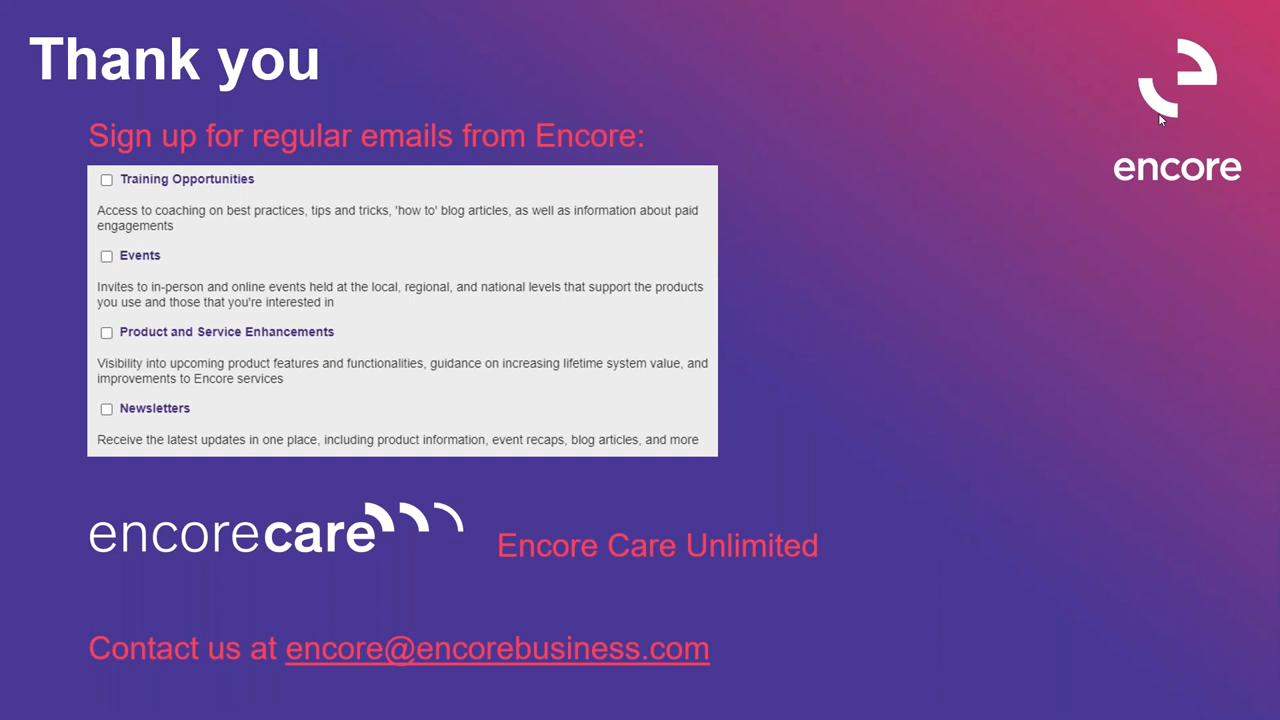 Thank you
encore
Sign up for regular emails from Encore:
Training Opportunities
Access to coaching on best practices, tips and tricks, 'how to' blog articles, as well as information about paid
engagements
Events
Invites to in-person and online events held at the local, regional, and national levels that support the products
you use and those that you're interested in
Product and Service Enhancements
Visibility into upcoming product features and functionalities, guidance on increasing lifetime system value, and
improvements to Encore services
Newsletters
Receive the latest updates in one place, including product information, event recaps, blog articles, and more
encorecare
Encore Care Unlimited
Contact us at encore@encorebusiness.com